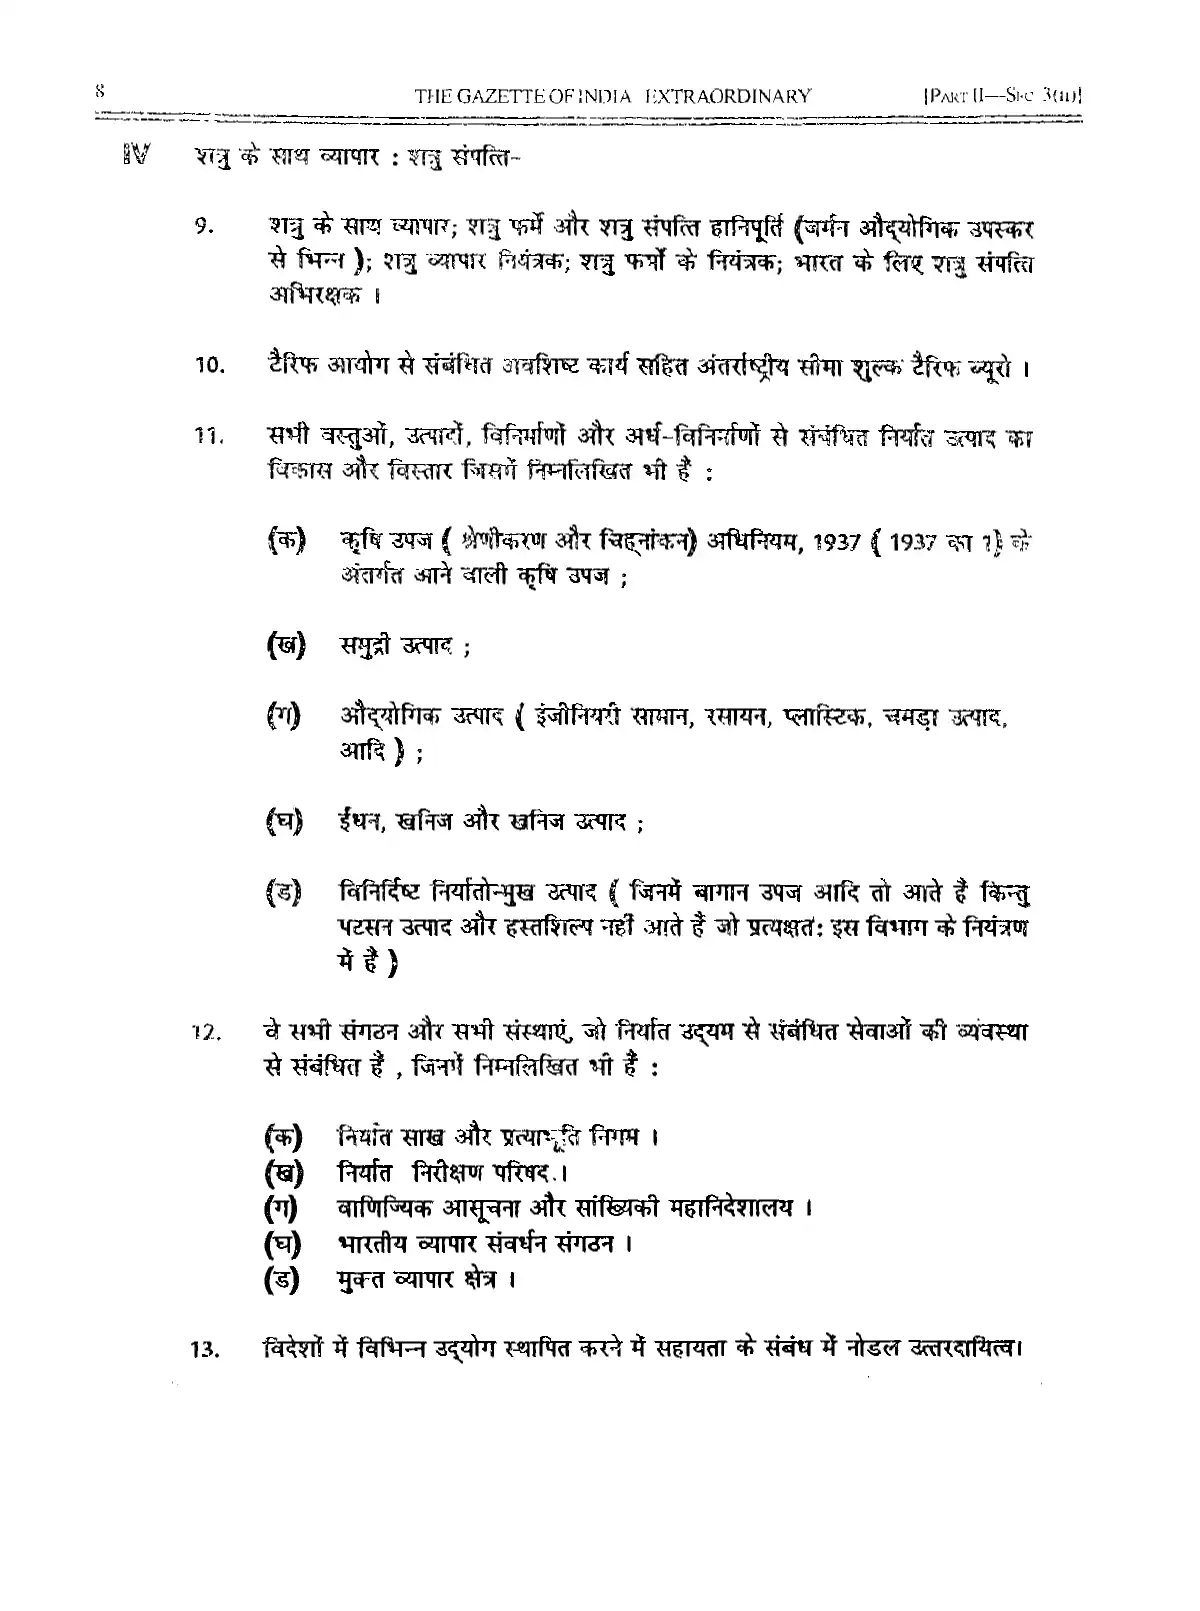 8 THE GAZETTE OF INDIA EXTRAORDINARY [PART II—SEC 3(ii)]
IV शत्रु के साथ व्यापार : शत्रु संपत्ति-
9. शत्रु के साथ व्यापार; शत्रु फर्में और शत्रु संपत्ति हानिपूर्ति (जर्मन औद्योगिक उपस्कर
से भिन्न ); शत्रु व्यापार नियंत्रक; शत्रु फर्मों के नियंत्रक; भारत के लिए शत्रु संपत्ति
अभिरक्षक ।
10. टैरिफ आयोग से संबंधित अवशिष्ट कार्य सहित अंतर्राष्ट्रीय सीमा शुल्क टैरिफ ब्यूरो ।
11. सभी वस्तुओं, उत्पादों, विनिर्माणों और अर्ध-विनिर्माणों से संबंधित निर्यात उत्पाद का
विकास और विस्तार जिसमें निम्नलिखित भी हैं :
(क) कृषि उपज ( श्रेणीकरण और चिह्नांकन) अधिनियम, 1937 ( 1937 का 1) के
अंतर्गत आने वाली कृषि उपज ;
(ख) समुद्री उत्पाद ;
(ग) औद्योगिक उत्पाद ( इंजीनियरी सामान, रसायन, प्लास्टिक, चमड़ा उत्पाद,
आदि ) ;
(घ) ईंधन, खनिज और खनिज उत्पाद ;
(ड) विनिर्दिष्ट निर्यातोन्मुख उत्पाद ( जिनमें बागान उपज आदि तो आते हैं किन्तु
पटसन उत्पाद और हस्तशिल्प नहीं आते हैं जो प्रत्यक्षत: इस विभाग के नियंत्रण
में हैं )
12. वे सभी संगठन और सभी संस्थाएं, जो निर्यात उद्यम से संबंधित सेवाओं की व्यवस्था
से संबंधित हैं , जिनमें निम्नलिखित भी हैं :
(क) निर्यात साख और प्रत्याभूति निगम ।
(ख) निर्यात निरीक्षण परिषद ।
(ग) वाणिज्यिक आसूचना और सांख्यिकी महानिदेशालय ।
(घ) भारतीय व्यापार संवर्धन संगठन ।
(ड) मुक्त व्यापार क्षेत्र ।
13. विदेशों में विभिन्न उद्योग स्थापित करने में सहायता के संबंध में नोडल उत्तरदायित्व।